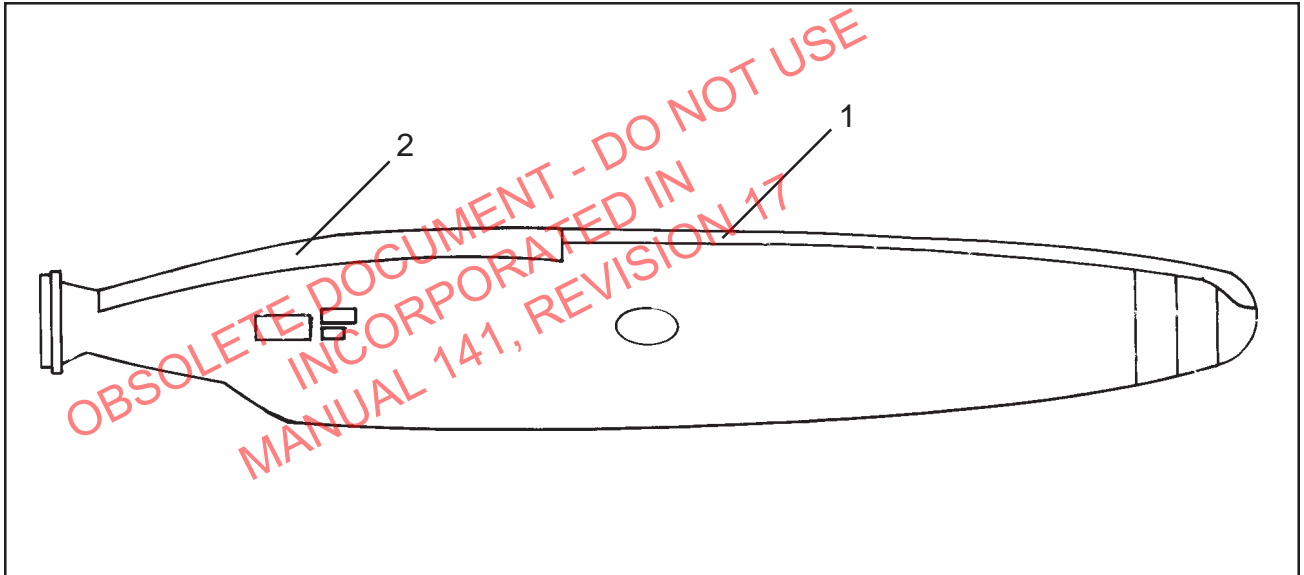 OBSOLETE DOCUMENT - DO NOT USE
INCORPORATED IN
MANUAL 141, REVISION 17
2
1